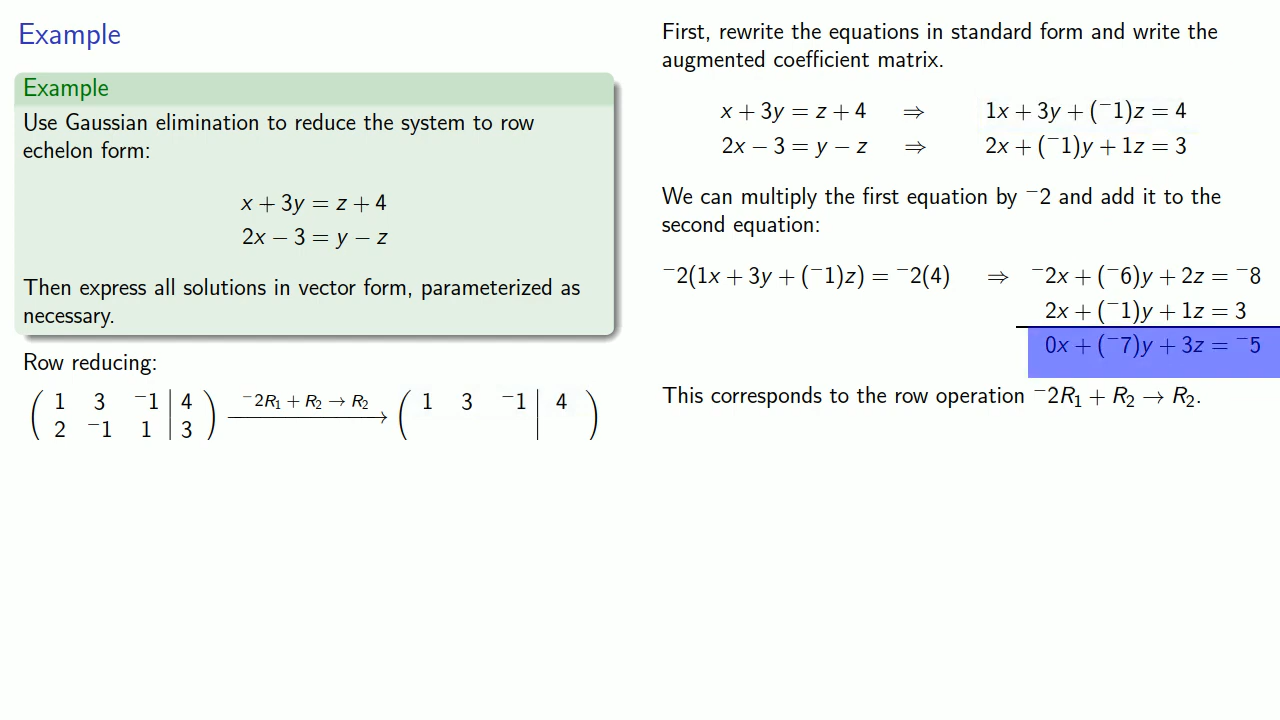 Example
Example
Use Gaussian elimination to reduce the system to row
echelon form:
x + 3y = z + 4
2x − 3 = y − z
Then express all solutions in vector form, parameterized as
necessary.
Row reducing:
( 1 3 ⁻1 | 4 ) ⁻2R₁ + R₂ → R₂ ( 1 3 ⁻1 | 4 )
2 ⁻1 1 | 3
First, rewrite the equations in standard form and write the
augmented coefficient matrix.
x + 3y = z + 4 ⇒ 1x + 3y + (⁻1)z = 4
2x − 3 = y − z ⇒ 2x + (⁻1)y + 1z = 3
We can multiply the first equation by ⁻2 and add it to the
second equation:
⁻2(1x + 3y + (⁻1)z) = ⁻2(4) ⇒ ⁻2x + (⁻6)y + 2z = ⁻8
2x + (⁻1)y + 1z = 3
0x + (⁻7)y + 3z = ⁻5
This corresponds to the row operation ⁻2R₁ + R₂ → R₂.